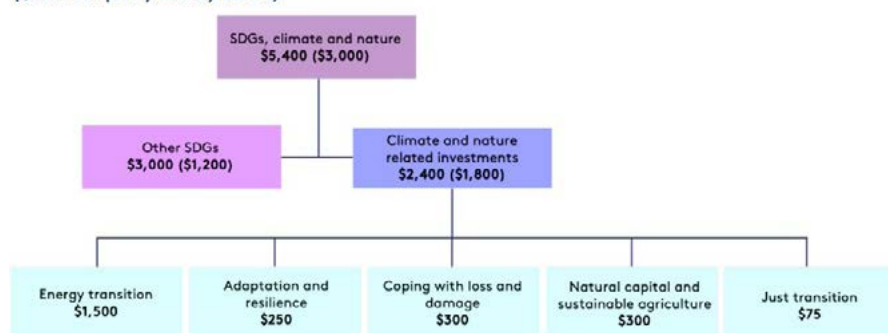 SDGs, climate and nature
$5,400 ($3,000)
Other SDGs
$3,000 ($1,200)
Climate and nature
related investments
$2,400 ($1,800)
Energy transition
$1,500
Adaptation and
resilience
$250
Coping with loss and
damage
$300
Natural capital and
sustainable agriculture
$300
Just transition
$75